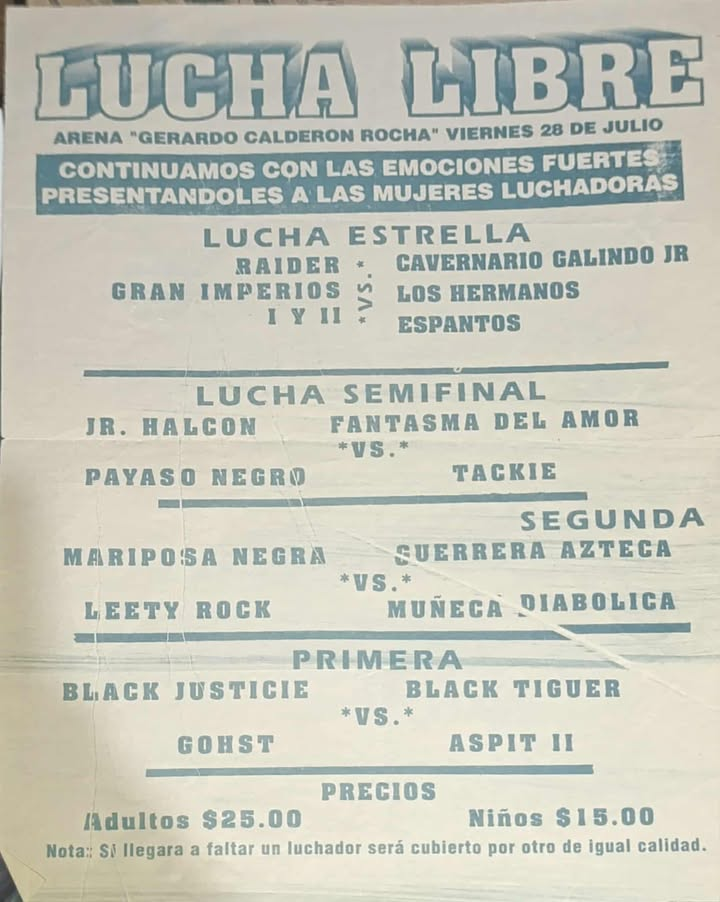 LUCHA LIBRE
ARENA "GERARDO CALDERON ROCHA" VIERNES 28 DE JULIO
CONTINUAMOS CON LAS EMOCIONES FUERTES
PRESENTANDOLES A LAS MUJERES LUCHADORAS
LUCHA ESTRELLA
RAIDER
GRAN IMPERIOS
I Y II
*VS.*
CAVERNARIO GALINDO JR
LOS HERMANOS
ESPANTOS
LUCHA SEMIFINAL
JR. HALCON FANTASMA DEL AMOR
*VS.*
PAYASO NEGRO TACKIE
SEGUNDA
MARIPOSA NEGRA GUERRERA AZTECA
*VS.*
LEETY ROCK MUÑECA DIABOLICA
PRIMERA
BLACK JUSTICIE BLACK TIGUER
*VS.*
GOHST ASPIT II
PRECIOS
Adultos $25.00 Niños $15.00
Nota: Si llegara a faltar un luchador será cubierto por otro de igual calidad.